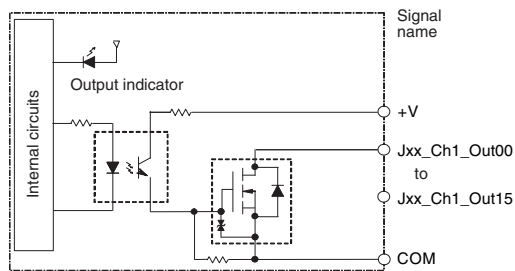 Signal
name
Output indicator
Internal circuits
+V
Jxx_Ch1_Out00
to
Jxx_Ch1_Out15
COM